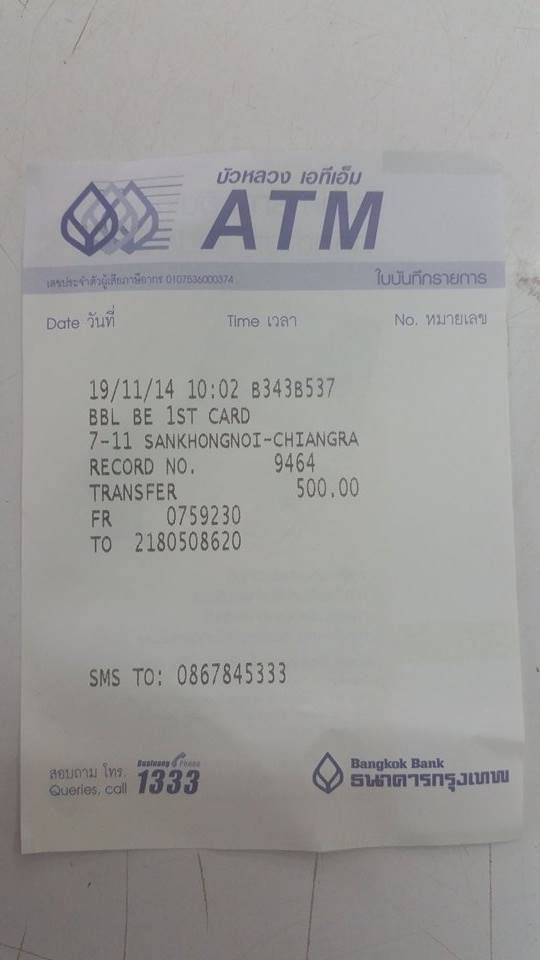 บัวหลวง เอทีเอ็ม
ATM
เลขประจำตัวผู้เสียภาษีอากร 0107536000374 ใบบันทึกรายการ
Date วันที่ Time เวลา No. หมายเลข
19/11/14 10:02 B343B537
BBL BE 1ST CARD
7-11 SANKHONGNOI-CHIANGRA
RECORD NO. 9464
TRANSFER 500.00
FR 0759230
TO 2180508620
SMS TO: 0867845333
สอบถาม โทร. Bualuang Phone
Queries, call 1333
Bangkok Bank
ธนาคารกรุงเทพ